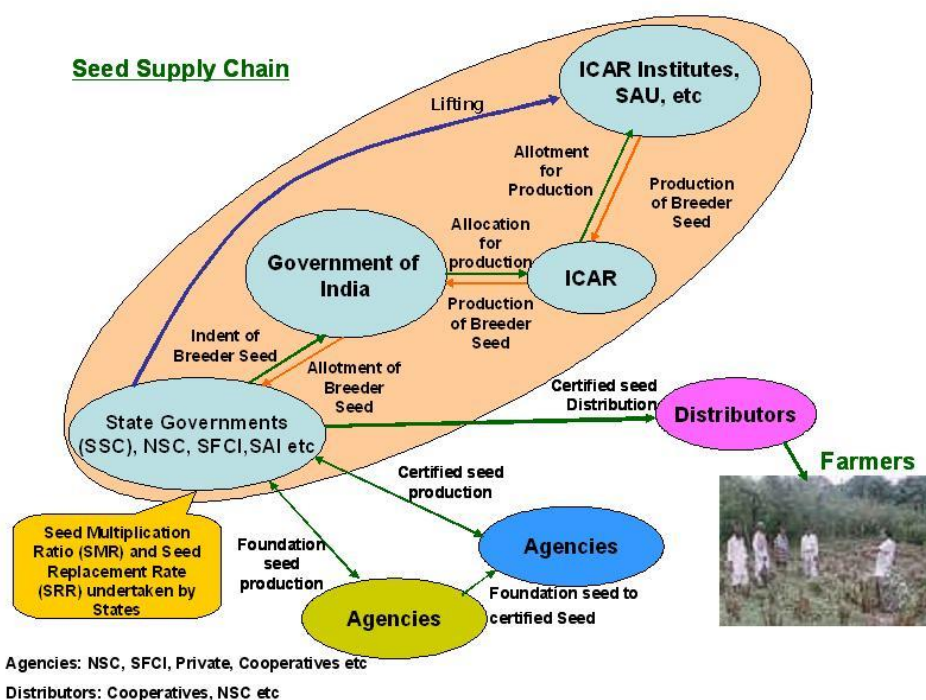 Seed Supply Chain
ICAR Institutes,
SAU, etc
Lifting
Allotment
for
Production
Production
of Breeder
Seed
Allocation
for
production
Government of
India
ICAR
Production
of Breeder
Seed
Indent of
Breeder Seed
Allotment of
Breeder
Seed
State Governments
(SSC), NSC, SFCI,SAI etc
Certified seed
Distribution
Distributors
Farmers
Certified seed
production
Seed Multiplication
Ratio (SMR) and Seed
Replacement Rate
(SRR) undertaken by
States
Foundation
seed
production
Agencies
Agencies
Foundation seed to
certified Seed
Agencies: NSC, SFCI, Private, Cooperatives etc
Distributors: Cooperatives, NSC etc